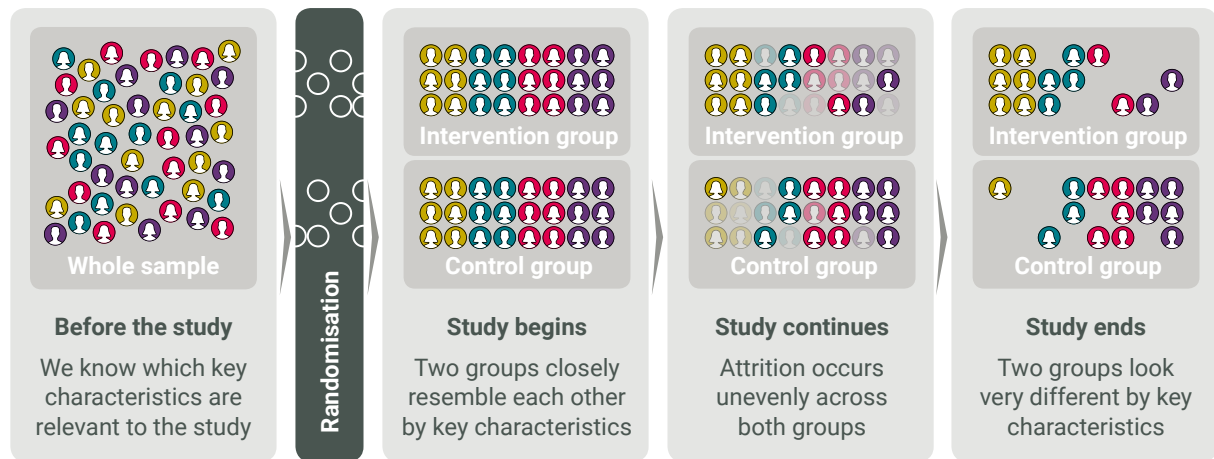 Whole sample
Before the study
We know which key
characteristics are
relevant to the study
Randomisation
Intervention group
Control group
Study begins
Two groups closely
resemble each other
by key characteristics
Intervention group
Control group
Study continues
Attrition occurs
unevenly across
both groups
Intervention group
Control group
Study ends
Two groups look
very different by key
characteristics